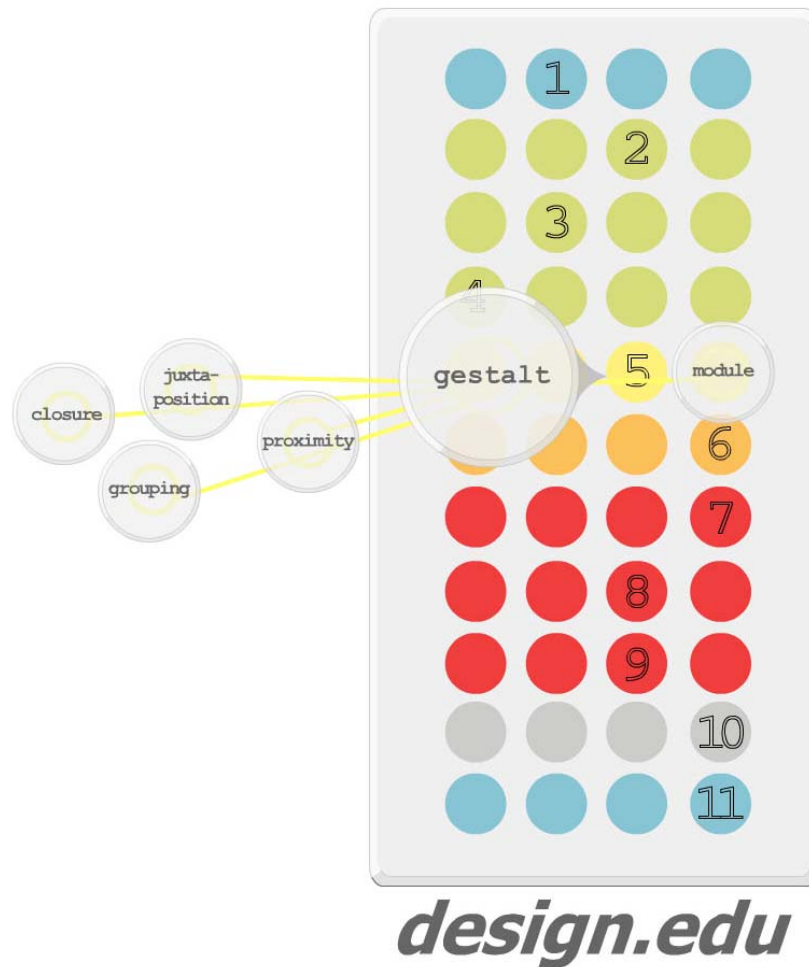 1
2
3
4
juxta-
position
gestalt
5
module
closure
proximity
6
grouping
7
8
9
10
11
design.edu